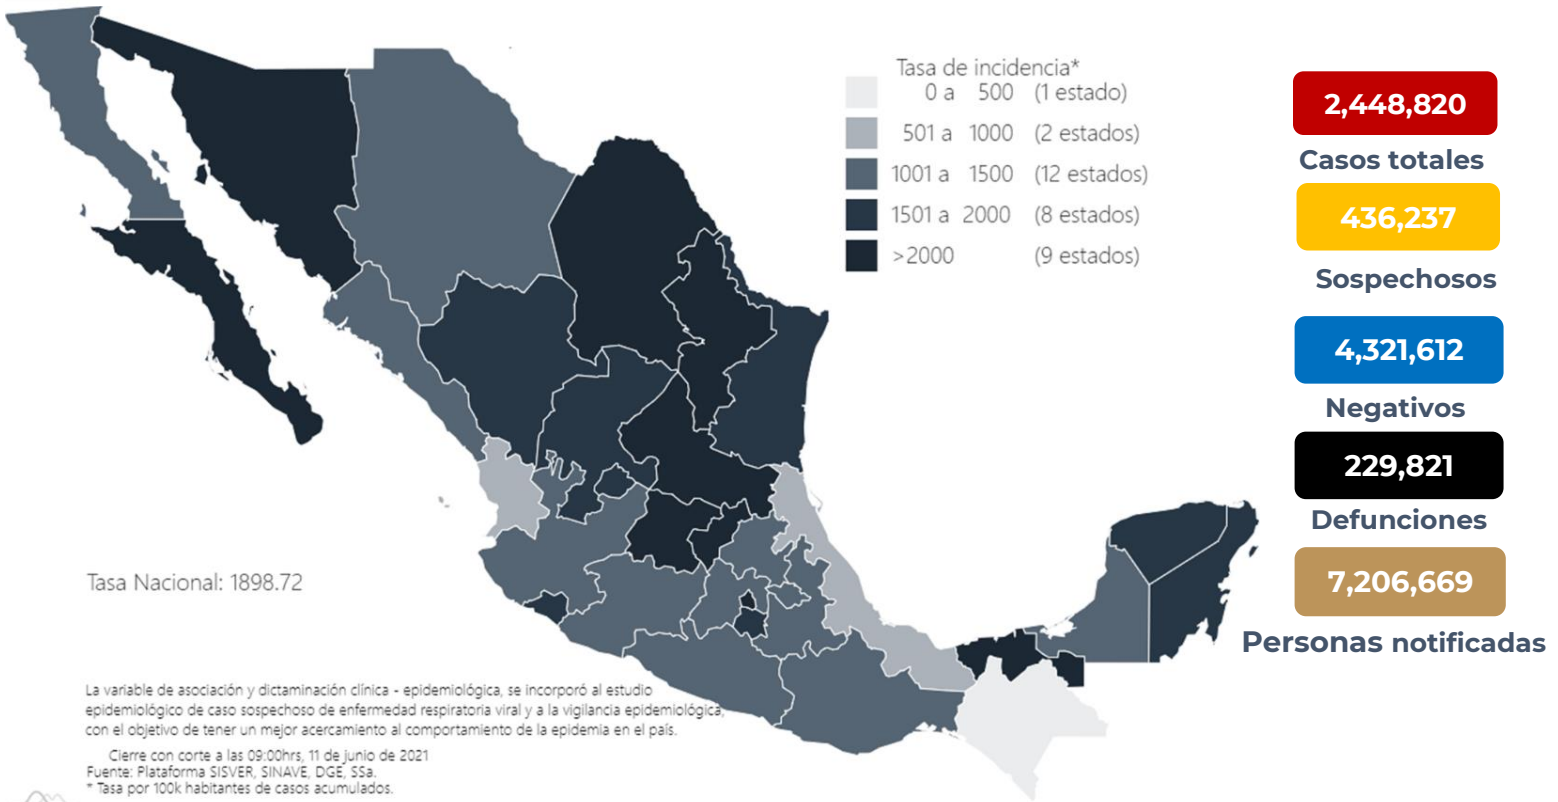 Tasa de incidencia*
0 a 500 (1 estado)
501 a 1000 (2 estados)
1001 a 1500 (12 estados)
1501 a 2000 (8 estados)
>2000 (9 estados)
2,448,820
Casos totales
436,237
Sospechosos
4,321,612
Negativos
229,821
Defunciones
7,206,669
Personas notificadas
Tasa Nacional: 1898.72
La variable de asociación y dictaminación clínica - epidemiológica, se incorporó al estudio
epidemiológico de caso sospechoso de enfermedad respiratoria viral y a la vigilancia epidemiológica,
con el objetivo de tener un mejor acercamiento al comportamiento de la epidemia en el país.
Cierre con corte a las 09:00hrs, 11 de junio de 2021
Fuente: Plataforma SISVER, SINAVE, DGE, SSa.
* Tasa por 100k habitantes de casos acumulados.